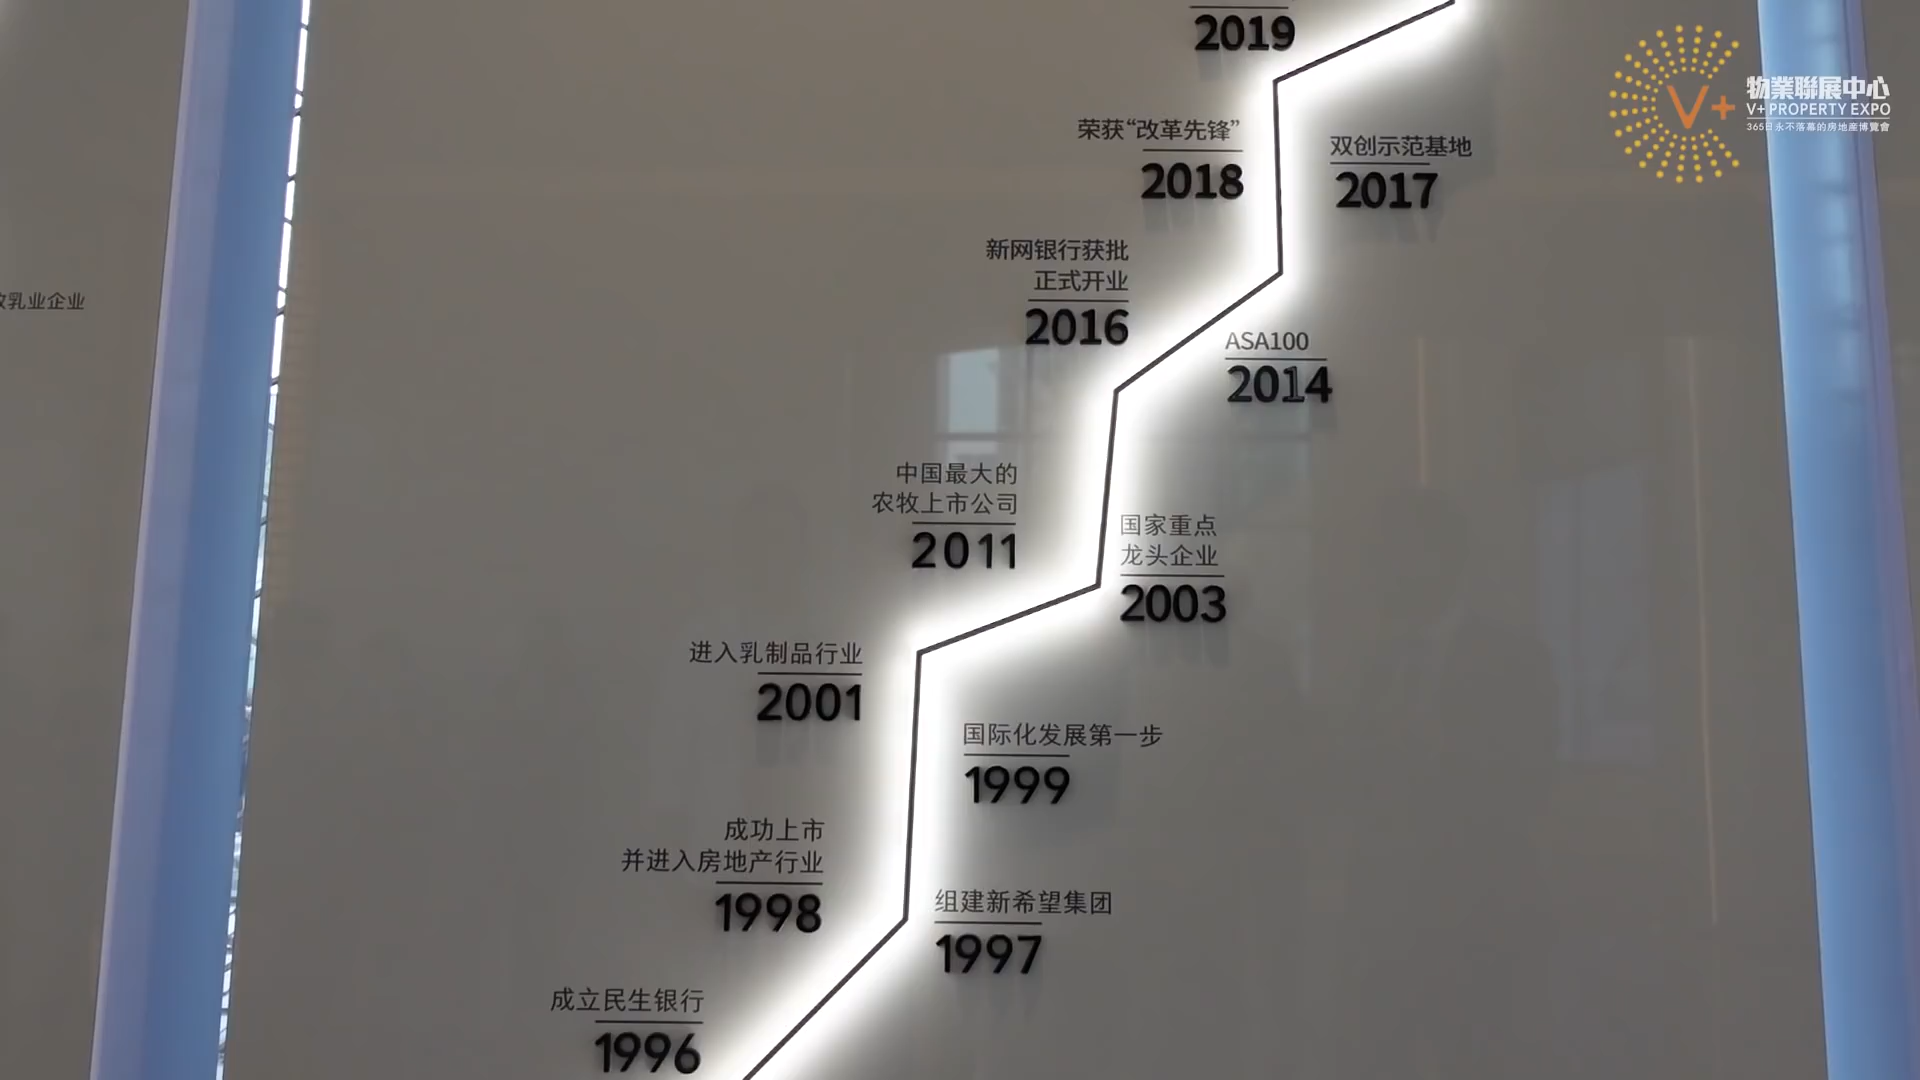 2019
物業聯展中心
V+ PROPERTY EXPO
365日永不落幕的房地産博覽會
V+
荣获“改革先锋”
2018
双创示范基地
2017
新网银行获批
正式开业
2016
ASA100
2014
乳业企业
中国最大的
农牧上市公司
2011
国家重点
龙头企业
2003
进入乳制品行业
2001
国际化发展第一步
1999
成功上市
并进入房地产行业
1998
组建新希望集团
1997
成立民生银行
1996